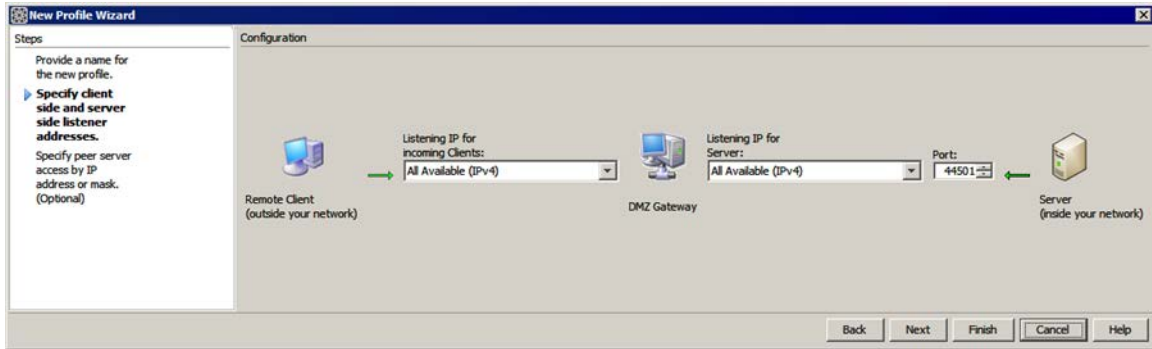 New Profile Wizard
Steps
Provide a name for
the new profile.
Specify client
side and server
side listener
addresses.
Specify peer server
access by IP
address or mask.
(Optional)
Configuration
Listening IP for
incoming Clients:
All Available (IPv4)
Listening IP for
Server:
All Available (IPv4)
Port:
44501
Remote Client
(outside your network)
DMZ Gateway
Server
(inside your network)
Back
Next
Finish
Cancel
Help